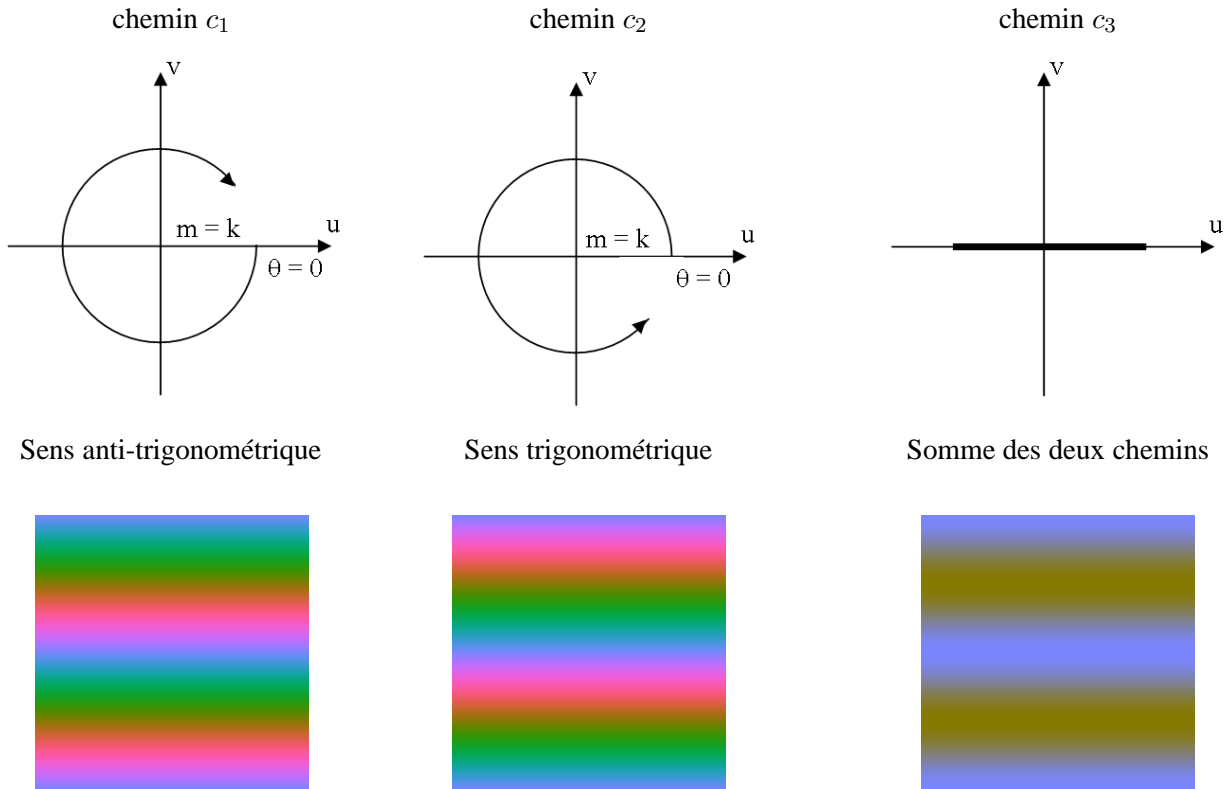 chemin c₁
chemin c₂
chemin c₃
v
v
v
m = k
u
θ = 0
m = k
u
θ = 0
u
Sens anti-trigonométrique
Sens trigonométrique
Somme des deux chemins